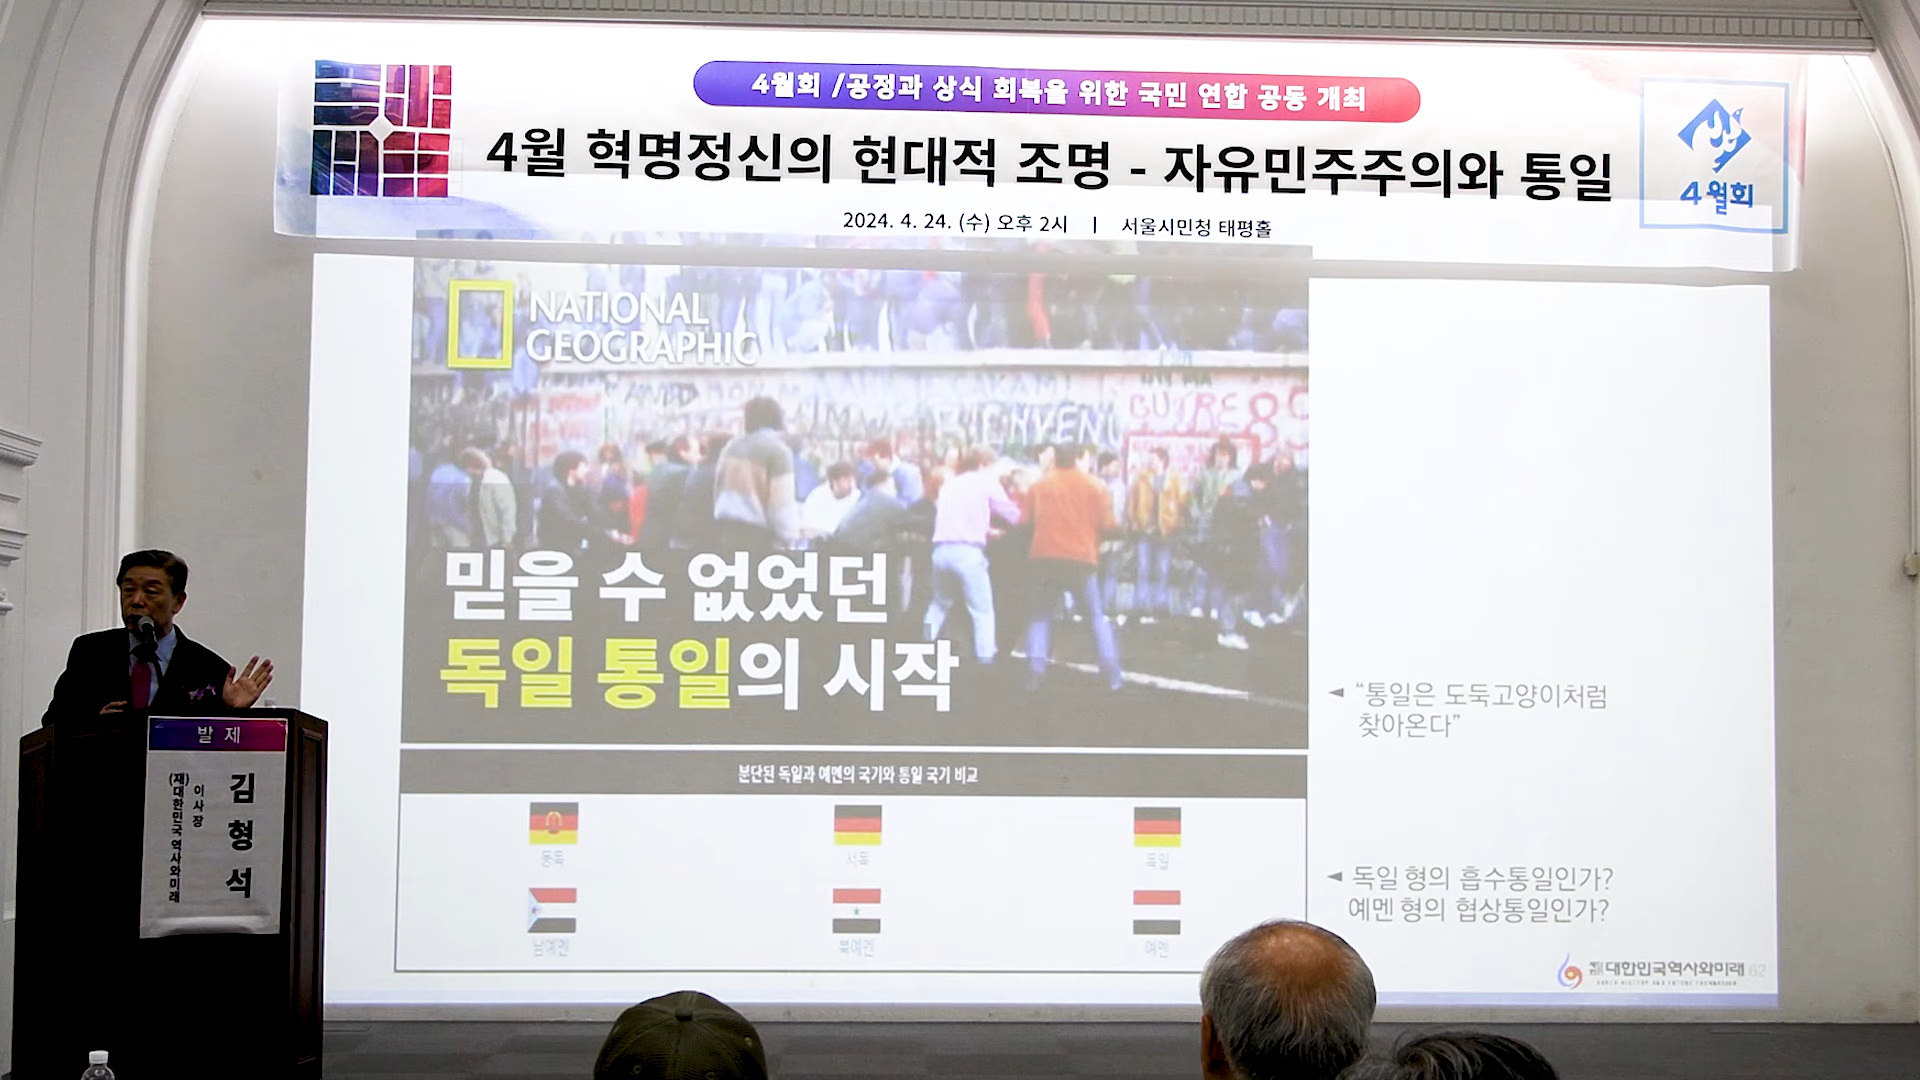 4월회 /공정과 상식 회복을 위한 국민 연합 공동 개최
4월 혁명정신의 현대적 조명 - 자유민주주의와 통일
4월회
2024. 4. 24. (수) 오후 2시 | 서울시민청 태평홀
NATIONAL
GEOGRAPHIC
BUTRE 89
믿을 수 없었던
독일 통일의 시작
◄ “통일은 도둑고양이처럼
찾아온다”
분단된 독일과 예멘의 국기와 통일 국기 비교
동독 서독 독일
남예멘 북예멘 예멘
◄ 독일 형의 흡수통일인가?
예멘 형의 협상통일인가?
대한민국역사와미래 62
발 제
김형석
이사장
(재)대한민국 역사와미래